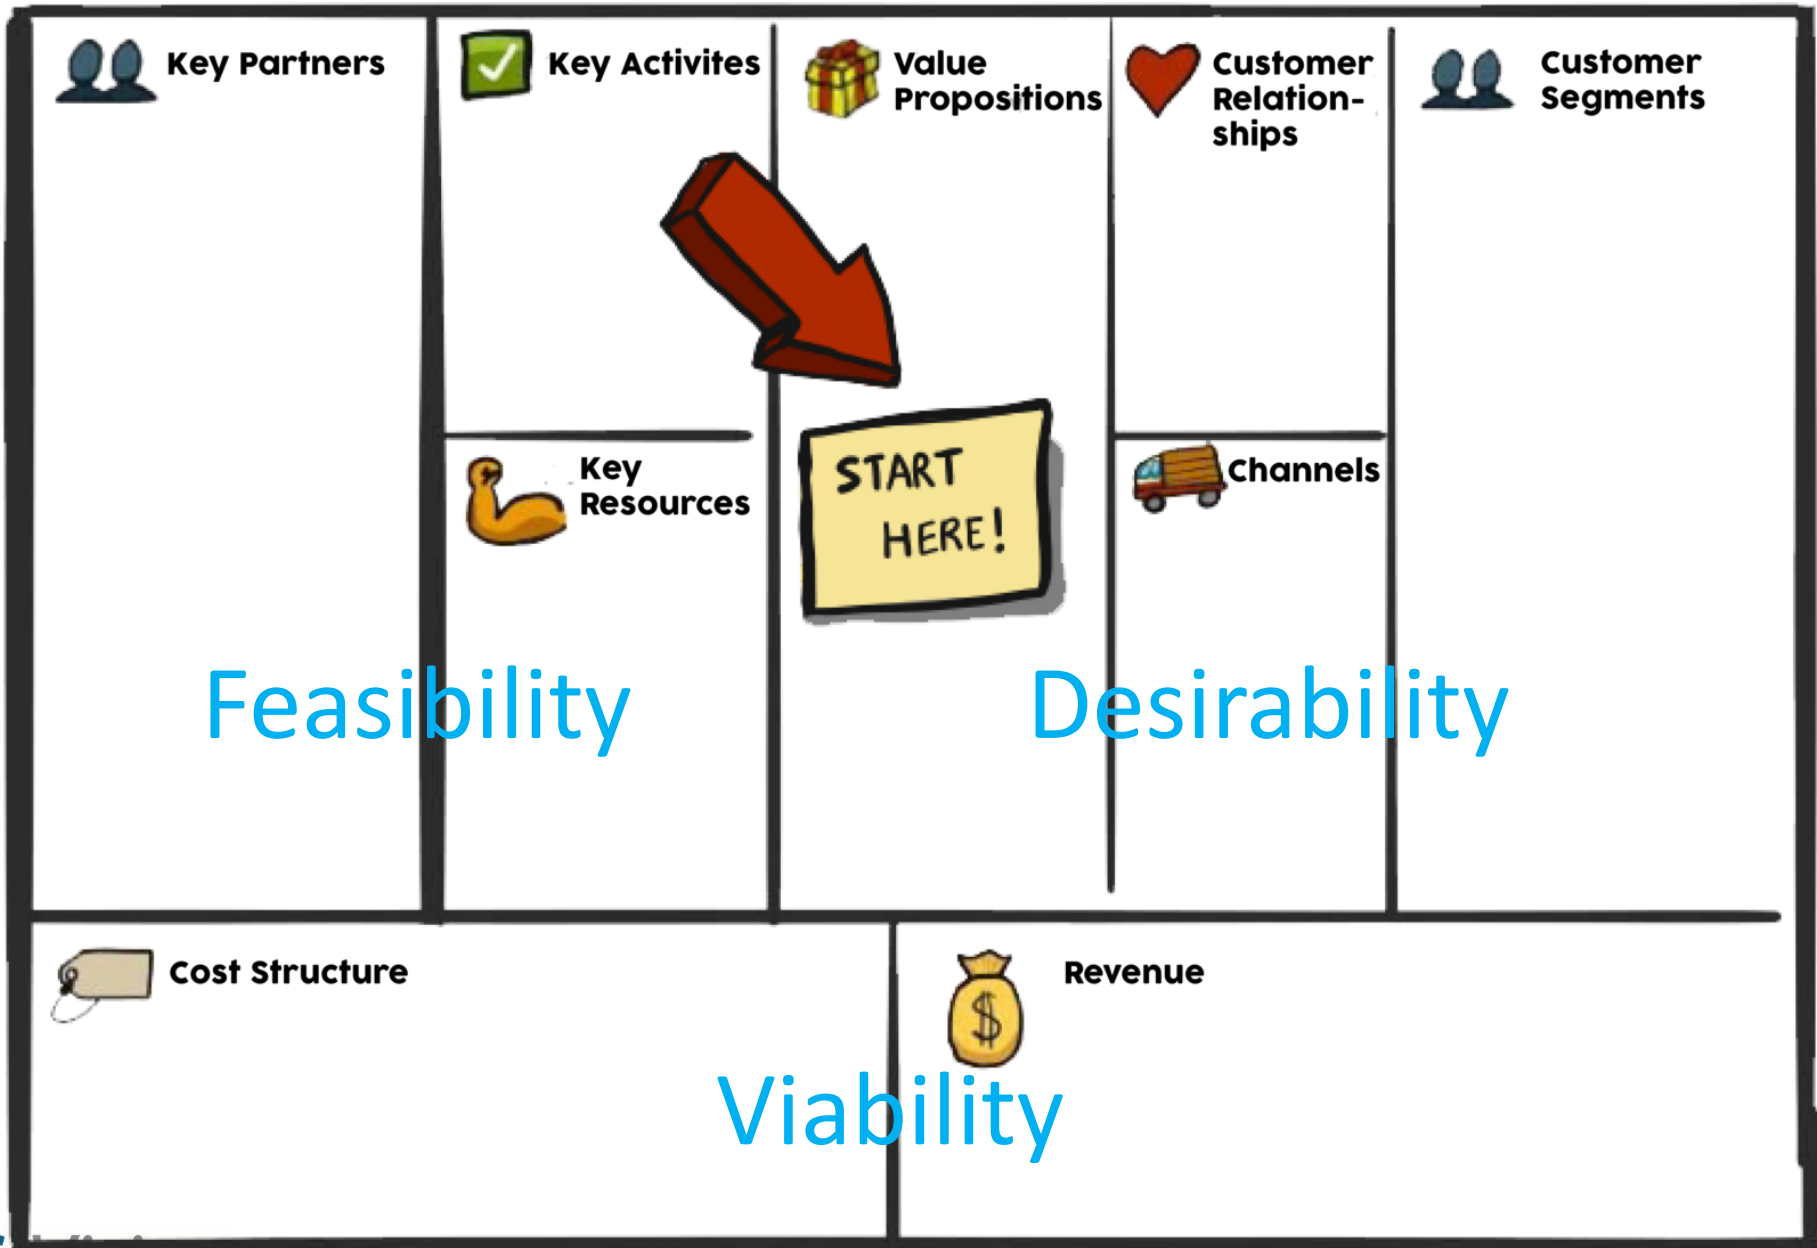 Key Partners
Key Activites
Value
Propositions
Customer
Relation-
ships
Customer
Segments
Key
Resources
START
HERE!
Channels
Feasibility
Desirability
Cost Structure
$
Revenue
Viability